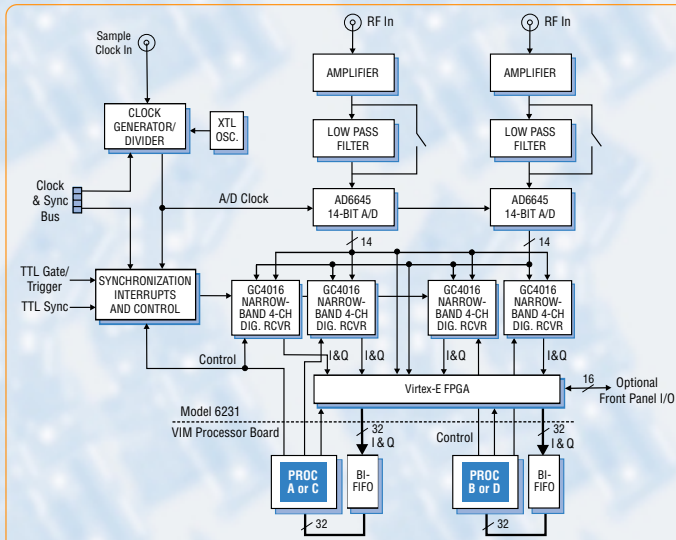 Sample
Clock In
RF In
RF In
AMPLIFIER
AMPLIFIER
CLOCK
GENERATOR/
DIVIDER
XTL
OSC.
LOW PASS
FILTER
LOW PASS
FILTER
Clock
& Sync
Bus
A/D Clock
AD6645
14-BIT A/D
AD6645
14-BIT A/D
14
14
TTL Gate/
Trigger
TTL Sync
SYNCHRONIZATION
INTERRUPTS
AND CONTROL
GC4016
NARROW-
BAND 4-CH
DIG. RCVR
GC4016
NARROW-
BAND 4-CH
DIG. RCVR
GC4016
NARROW-
BAND 4-CH
DIG. RCVR
GC4016
NARROW-
BAND 4-CH
DIG. RCVR
Control
I&Q
I&Q
I&Q
I&Q
Virtex-E FPGA
16
Optional
Front Panel I/O
Model 6231
VIM Processor Board
32
I & Q
Control
32
I & Q
PROC
A or C
BI-
FIFO
PROC
B or D
BI-
FIFO
32
32